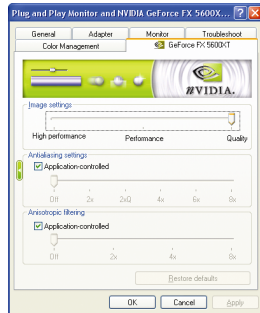 Plug and Play Monitor and NVIDIA GeForce FX 5600X...
General Adapter Monitor Troubleshoot
Color Management GeForce FX 5600XT
NVIDIA.
Image settings
High performance Performance Quality
Antialiasing settings
Application-controlled
Off 2x 2xQ 4x 6x 8x
Anisotropic filtering
Application-controlled
Off 2x 4x 8x
Restore defaults
OK Cancel Apply